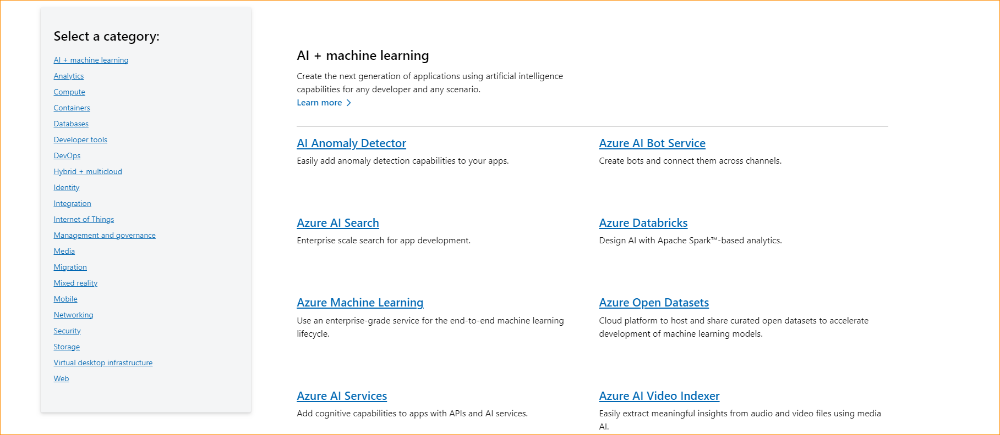 Select a category:
AI + machine learning
Analytics
Compute
Containers
Databases
Developer tools
DevOps
Hybrid + multicloud
Identity
Integration
Internet of Things
Management and governance
Media
Migration
Mixed reality
Mobile
Networking
Security
Storage
Virtual desktop infrastructure
Web
AI + machine learning
Create the next generation of applications using artificial intelligence
capabilities for any developer and any scenario.
Learn more >
AI Anomaly Detector
Easily add anomaly detection capabilities to your apps.
Azure AI Bot Service
Create bots and connect them across channels.
Azure AI Search
Enterprise scale search for app development.
Azure Databricks
Design AI with Apache Spark™-based analytics.
Azure Machine Learning
Use an enterprise-grade service for the end-to-end machine learning
lifecycle.
Azure Open Datasets
Cloud platform to host and share curated open datasets to accelerate
development of machine learning models.
Azure AI Services
Add cognitive capabilities to apps with APIs and AI services.
Azure AI Video Indexer
Easily extract meaningful insights from audio and video files using media
AI.